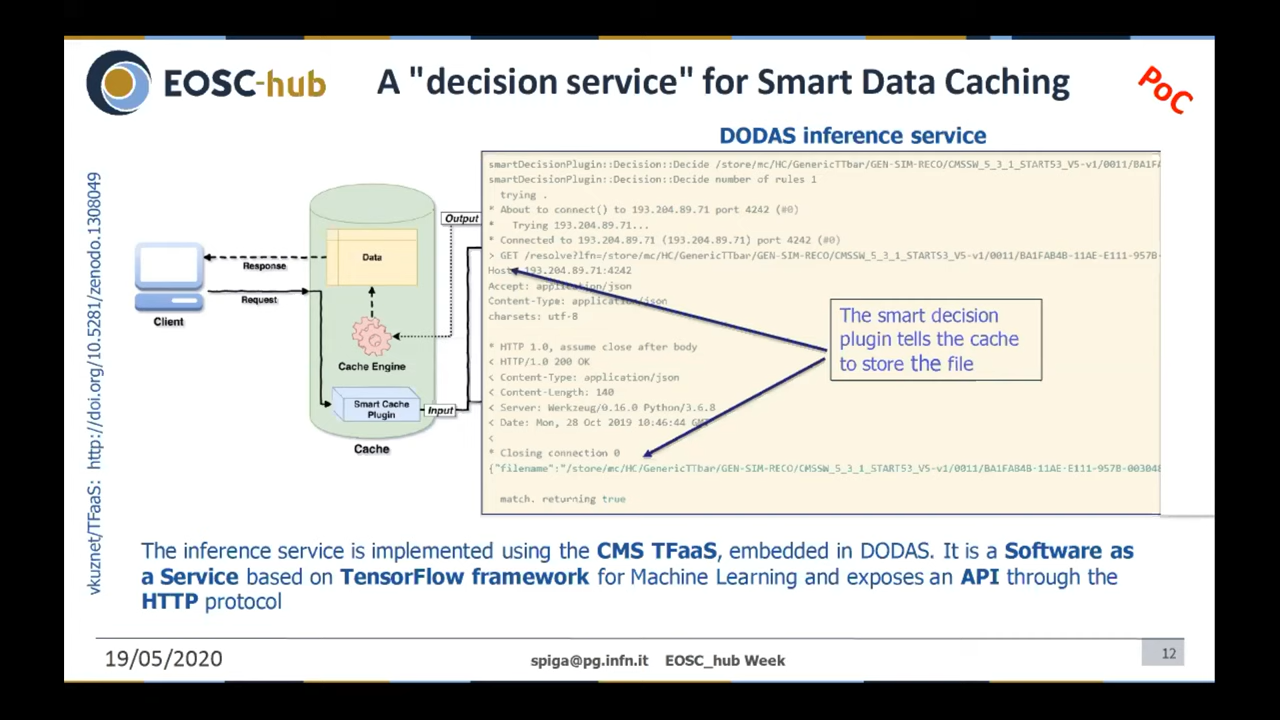 EOSC-hub
A "decision service" for Smart Data Caching
PoC
DODAS inference service
vkuznet/TFaaS: http://doi.org/10.5281/zenodo.1308049
Client
Response
Request
Data
Cache Engine
Smart Cache
Plugin
Cache
Output
Input
smartDecisionPlugin::Decision::Decide /store/mc/HC/GenericTTbar/GEN-SIM-RECO/CMSSW_5_3_1_START53_V5-v1/0011/BA1FA
smartDecisionPlugin::Decision::Decide number of rules 1
trying .
* About to connect() to 193.204.89.71 port 4242 (#0)
* Trying 193.204.89.71...
* Connected to 193.204.89.71 (193.204.89.71) port 4242 (#0)
> GET /resolve?lfn=/store/mc/HC/GenericTTbar/GEN-SIM-RECO/CMSSW_5_3_1_START53_V5-v1/0011/BA1FAB4B-11AE-E111-957B-
Host: 193.204.89.71:4242
Accept: application/json
Content-Type: application/json
charsets: utf-8
* HTTP 1.0, assume close after body
< HTTP/1.0 200 OK
< Content-Type: application/json
< Content-Length: 140
< Server: Werkzeug/0.16.0 Python/3.6.8
< Date: Mon, 28 Oct 2019 10:46:44 GMT
<
* Closing connection 0
{"filename":"/store/mc/HC/GenericTTbar/GEN-SIM-RECO/CMSSW_5_3_1_START53_V5-v1/0011/BA1FAB4B-11AE-E111-957B-003048
match. returning true
The smart decision
plugin tells the cache
to store the file
The inference service is implemented using the CMS TFaaS, embedded in DODAS. It is a Software as
a Service based on TensorFlow framework for Machine Learning and exposes an API through the
HTTP protocol
19/05/2020
spiga@pg.infn.it EOSC_hub Week
12